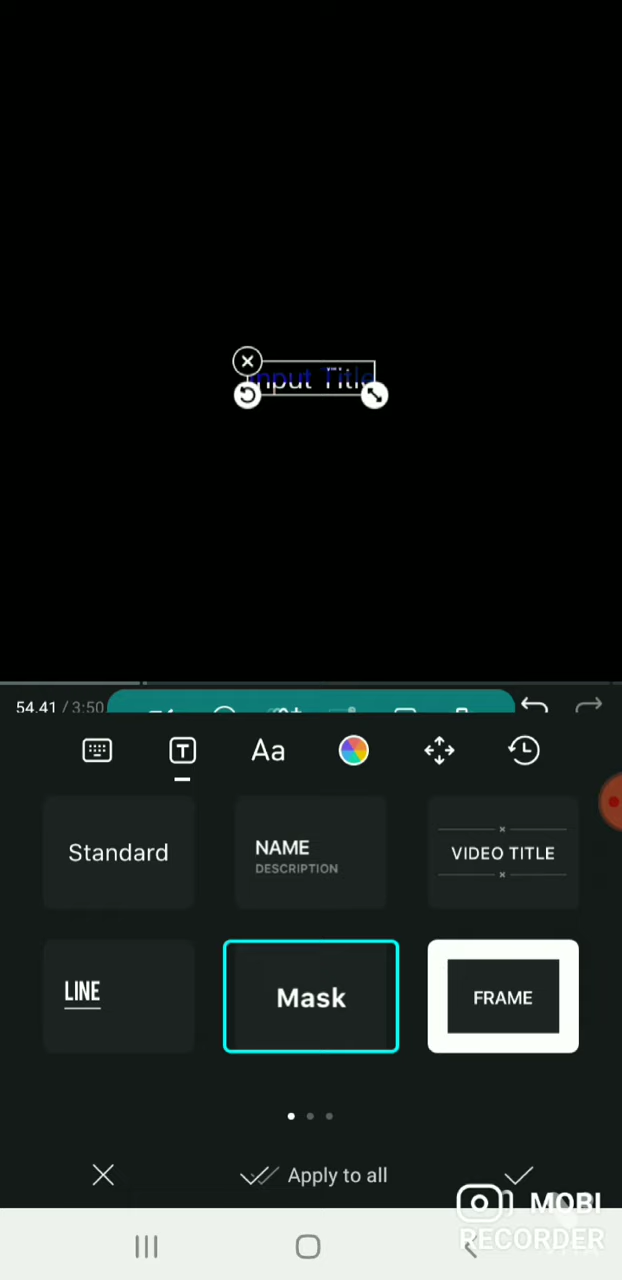 Input Title
54.41 / 3:50
Aa
Standard
NAME
DESCRIPTION
VIDEO TITLE
LINE
Mask
FRAME
Apply to all
MOBI
RECORDER